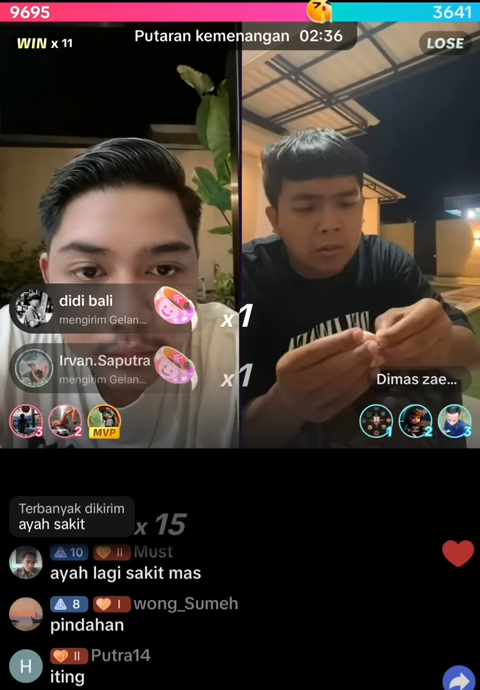 9695
3641
WIN x 11
Putaran kemenangan 02:36
LOSE
didi bali
mengirim Gelan...
x1
Irvan.Saputra
mengirim Gelan...
x1
Dimas zae...
3
2
MVP
1
2
3
Terbanyak dikirim
ayah sakit
x 15
10 II Must
ayah lagi sakit mas
8 I wong_Sumeh
pindahan
H
II Putra14
iting